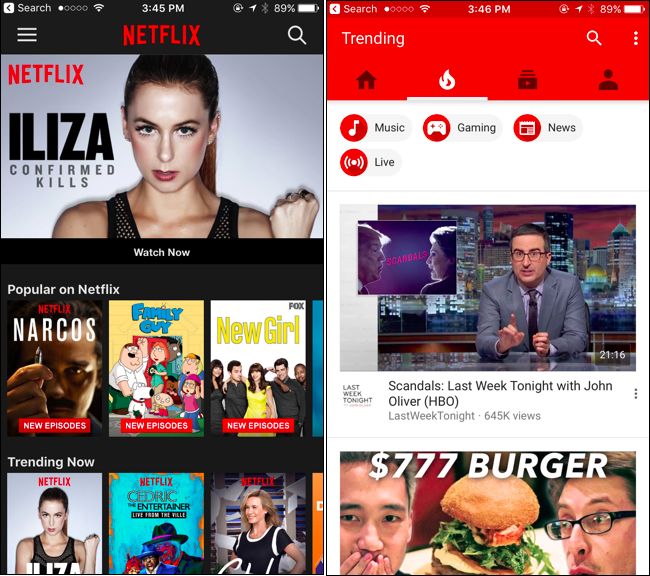 Search 3:45 PM 89%
NETFLIX
NETFLIX
ILIZA
CONFIRMED
KILLS
Watch Now
Popular on Netflix
NETFLIX
NARCOS
NEW EPISODES
FAMILY
GUY
NEW EPISODES
FOX
New Girl
NEW EPISODES
Trending Now
NETFLIX
NETFLIX
CEDRIC
THE ENTERTAINER
LIVE FROM THE VILLE
NETFLIX
Search 3:46 PM 89%
Trending
Music
Gaming
News
Live
SCANDALS
21:16
LAST
WEEK
TONIGHT
Scandals: Last Week Tonight with John
Oliver (HBO)
LastWeekTonight · 645K views
$777 BURGER